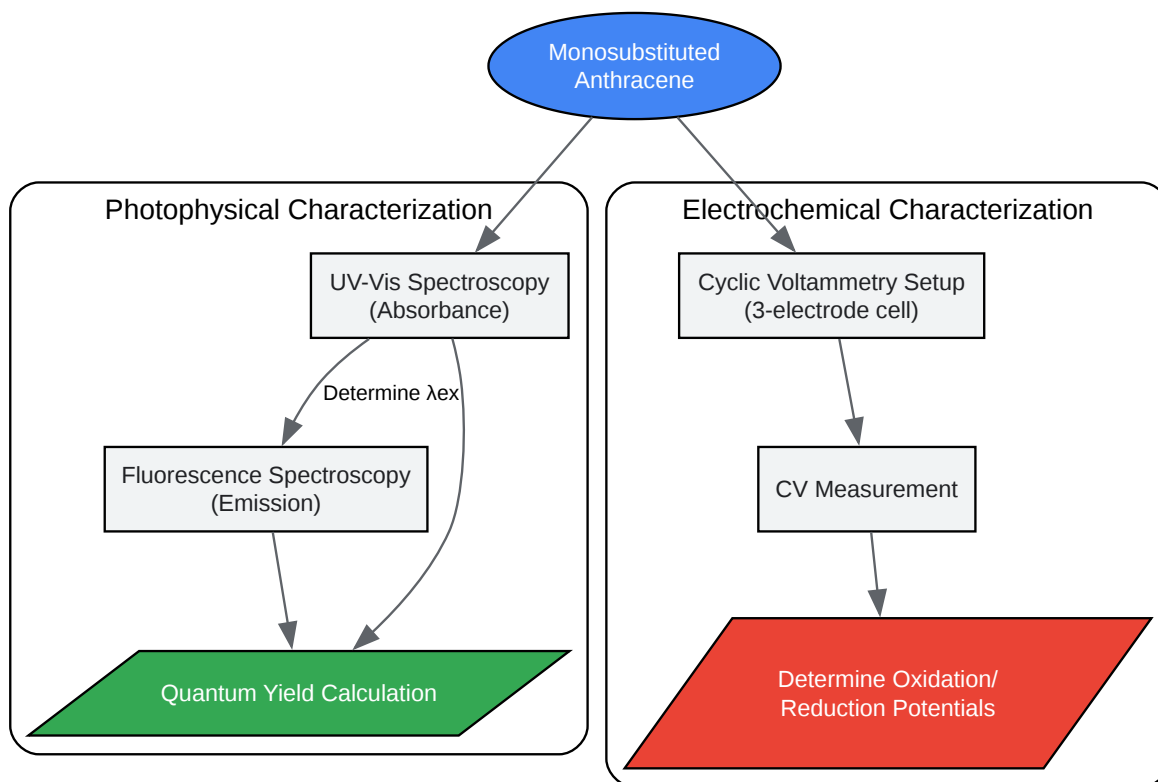 Monosubstituted
Anthracene
Photophysical Characterization
UV-Vis Spectroscopy
(Absorbance)
Determine λex
Fluorescence Spectroscopy
(Emission)
Quantum Yield Calculation
Electrochemical Characterization
Cyclic Voltammetry Setup
(3-electrode cell)
CV Measurement
Determine Oxidation/
Reduction Potentials